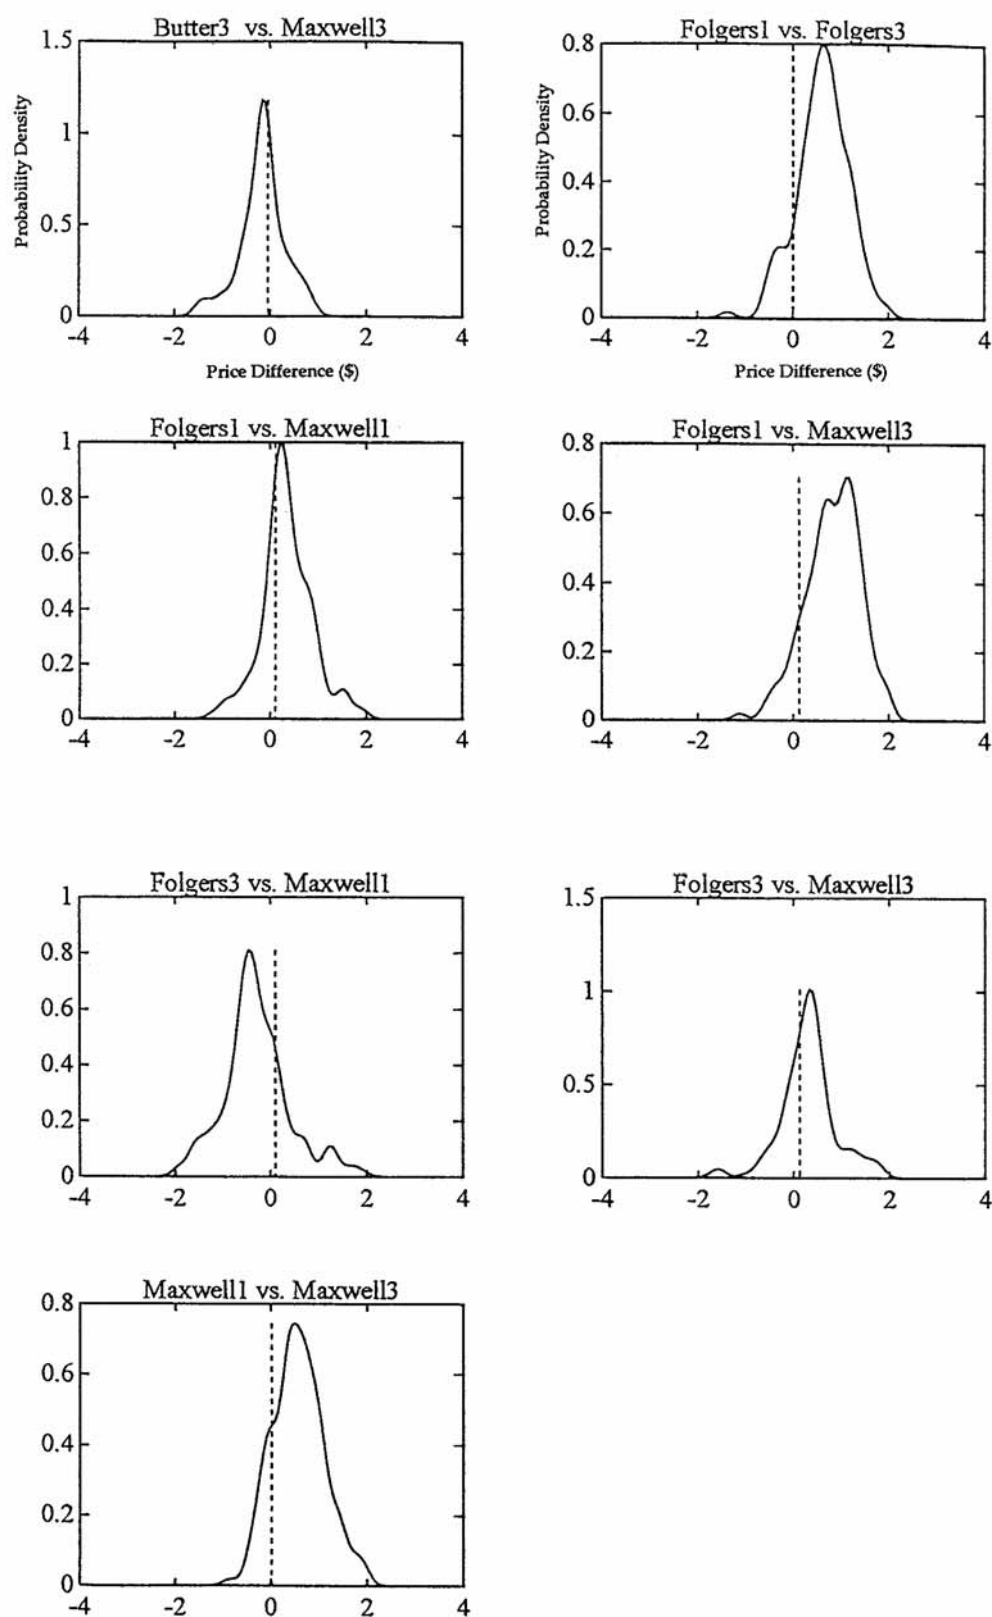 Butter3 vs. Maxwell3
1.5
1
0.5
0
Probability Density
-4 -2 0 2 4
Price Difference ($)
Folgers1 vs. Folgers3
0.8
0.6
0.4
0.2
0
Probability Density
-4 -2 0 2 4
Price Difference ($)
Folgers1 vs. Maxwell1
1
0.8
0.6
0.4
0.2
0
-4 -2 0 2 4
Folgers1 vs. Maxwell3
0.8
0.6
0.4
0.2
0
-4 -2 0 2 4
Folgers3 vs. Maxwell1
1
0.8
0.6
0.4
0.2
0
-4 -2 0 2 4
Folgers3 vs. Maxwell3
1.5
1
0.5
0
-4 -2 0 2 4
Maxwell1 vs. Maxwell3
0.8
0.6
0.4
0.2
0
-4 -2 0 2 4